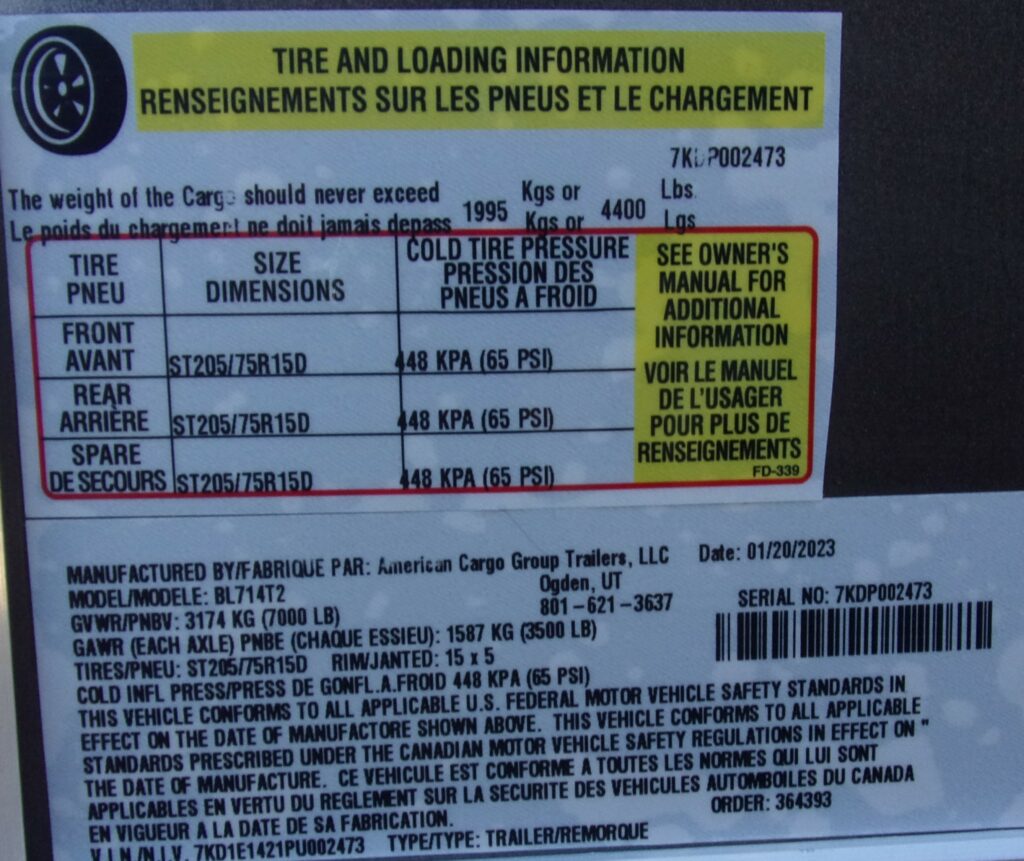 TIRE AND LOADING INFORMATION
RENSEIGNEMENTS SUR LES PNEUS ET LE CHARGEMENT
7KDP002473
The weight of the Cargo should never exceed 1995 Kgs or 4400 Lbs.
Le poids du chargement ne doit jamais depass Kgs or Lgs
TIRE
PNEU
SIZE
DIMENSIONS
COLD TIRE PRESSURE
PRESSION DES
PNEUS A FROID
FRONT
AVANT
ST205/75R15D
448 KPA (65 PSI)
REAR
ARRIÈRE
ST205/75R15D
448 KPA (65 PSI)
SPARE
DE SECOURS
ST205/75R15D
448 KPA (65 PSI)
SEE OWNER'S
MANUAL FOR
ADDITIONAL
INFORMATION
VOIR LE MANUEL
DE L'USAGER
POUR PLUS DE
RENSEIGNEMENTS
FD-339
MANUFACTURED BY/FABRIQUE PAR: American Cargo Group Trailers, LLC Date: 01/20/2023
Ogden, UT
MODEL/MODELE: BL714T2
801-621-3637
SERIAL NO: 7KDP002473
GVWR/PNBV: 3174 KG (7000 LB)
GAWR (EACH AXLE) PNBE (CHAQUE ESSIEU): 1587 KG (3500 LB)
TIRES/PNEU: ST205/75R15D RIM/JANTED: 15 x 5
COLD INFL PRESS/PRESS DE GONFL.A.FROID 448 KPA (65 PSI)
THIS VEHICLE CONFORMS TO ALL APPLICABLE U.S. FEDERAL MOTOR VEHICLE SAFETY STANDARDS IN
EFFECT ON THE DATE OF MANUFACTORE SHOWN ABOVE. THIS VEHICLE CONFORMS TO ALL APPLICABLE
STANDARDS PRESCRIBED UNDER THE CANADIAN MOTOR VEHICLE SAFETY REGULATIONS IN EFFECT ON "
THE DATE OF MANUFACTURE. CE VEHICULE EST CONFORME A TOUTES LES NORMES QUI LUI SONT
APPLICABLES EN VERTU DU REGLEMENT SUR LA SECURITE DES VEHICULES AUTOMBOILES DU CANADA
EN VIGUEUR A LA DATE DE SA FABRICATION. ORDER: 364393
V.I.N./N.I.V. 7KD1E1421PU002473 TYPE/TYPE: TRAILER/REMORQUE